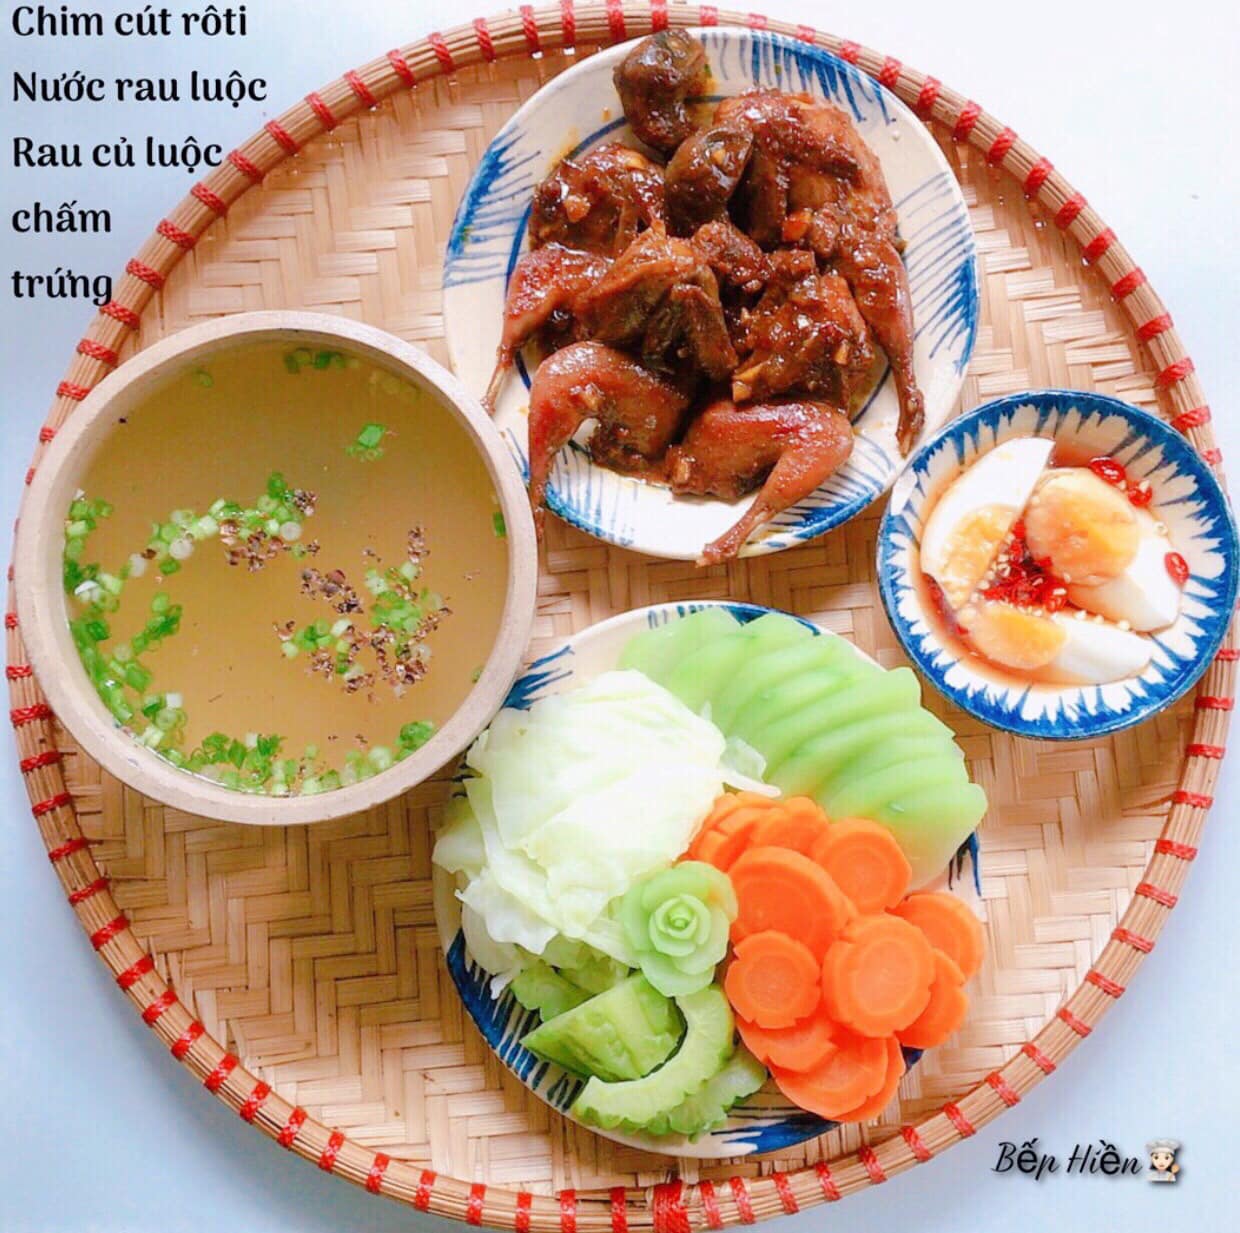 Chim cút rôti
Nước rau luộc
Rau củ luộc
chấm
trứng
Bếp Hiền